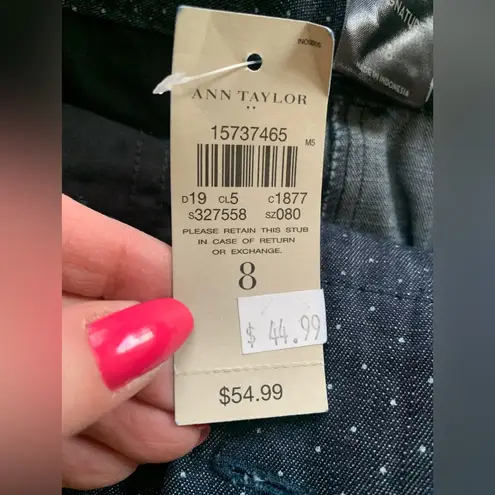 INC0006
ANN TAYLOR
15737465
M5
D19 CL5 C1877
S327558 SZ080
PLEASE RETAIN THIS STUB
IN CASE OF RETURN
OR EXCHANGE.
8
$ 44.99
$54.99
MADE IN INDONESIA